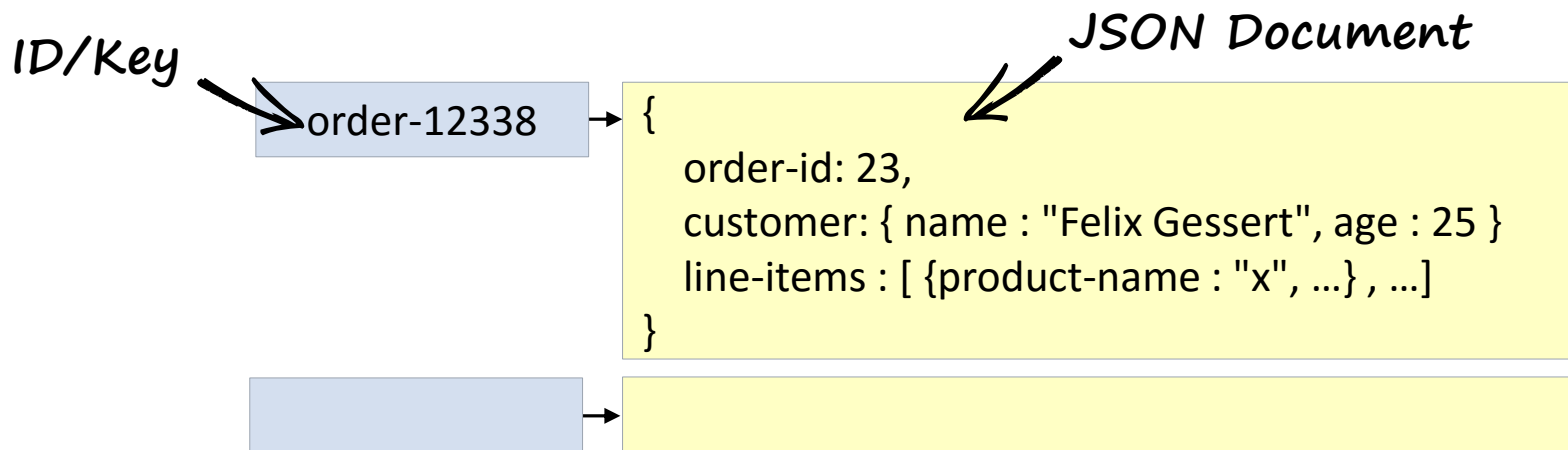 ID/Key
JSON Document
order-12338
{
order-id: 23,
customer: { name : "Felix Gessert", age : 25 }
line-items : [ {product-name : "x", …} , …]
}